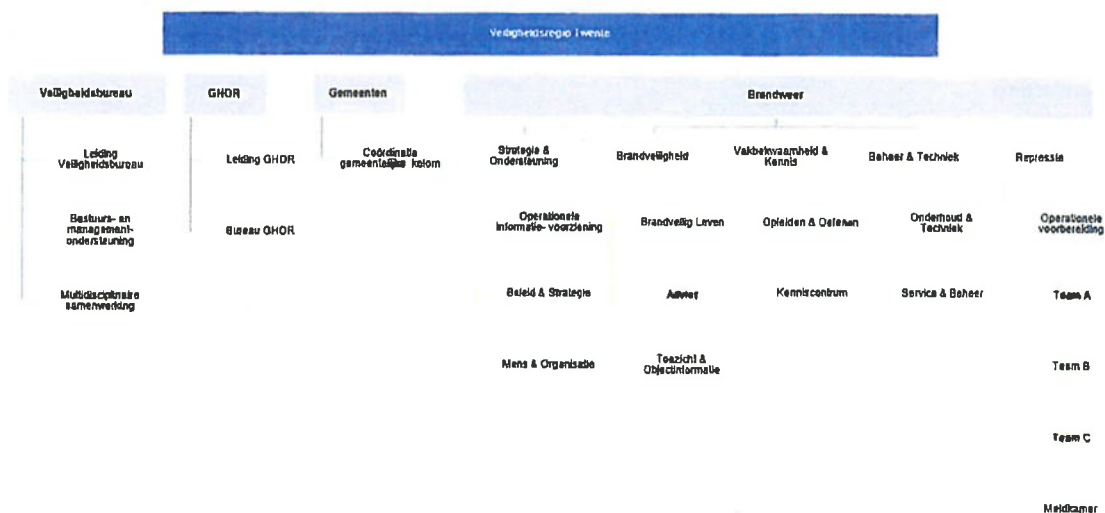 Veiligheidsregio Twente
Veiligheidsbureau
GHOR
Gemeenten
Brandweer
Leiding
Veiligheidsbureau
Leiding GHOR
Coördinatie
gemeentelijke kolom
Strategie &
Ondersteuning
Brandveiligheid
Vakbekwaamheid &
Kennis
Beheer & Techniek
Repressie
Bestuurs- en
management-
ondersteuning
Bureau GHOR
Operationele
Informatie- voorziening
Brandveilig Leven
Opleiden & Oefenen
Onderhoud &
Techniek
Operationele
voorbereiding
Multidisciplinaire
samenwerking
Beleid & Strategie
Advies
Kenniscentrum
Service & Beheer
Team A
Mens & Organisatie
Toezicht &
Objectinformatie
Team B
Team C
Meldkamer